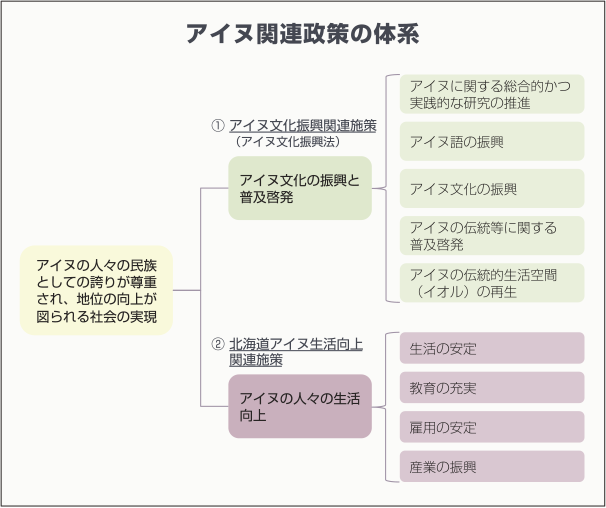 アイヌ関連政策の体系
アイヌの人々の民族
としての誇りが尊重
され、地位の向上が
図られる社会の実現
① アイヌ文化振興関連施策
（アイヌ文化振興法）
アイヌ文化の振興と
普及啓発
アイヌに関する総合的かつ
実践的な研究の推進
アイヌ語の振興
アイヌ文化の振興
アイヌの伝統等に関する
普及啓発
アイヌの伝統的生活空間
（イオル）の再生
② 北海道アイヌ生活向上
関連施策
アイヌの人々の生活
向上
生活の安定
教育の充実
雇用の安定
産業の振興